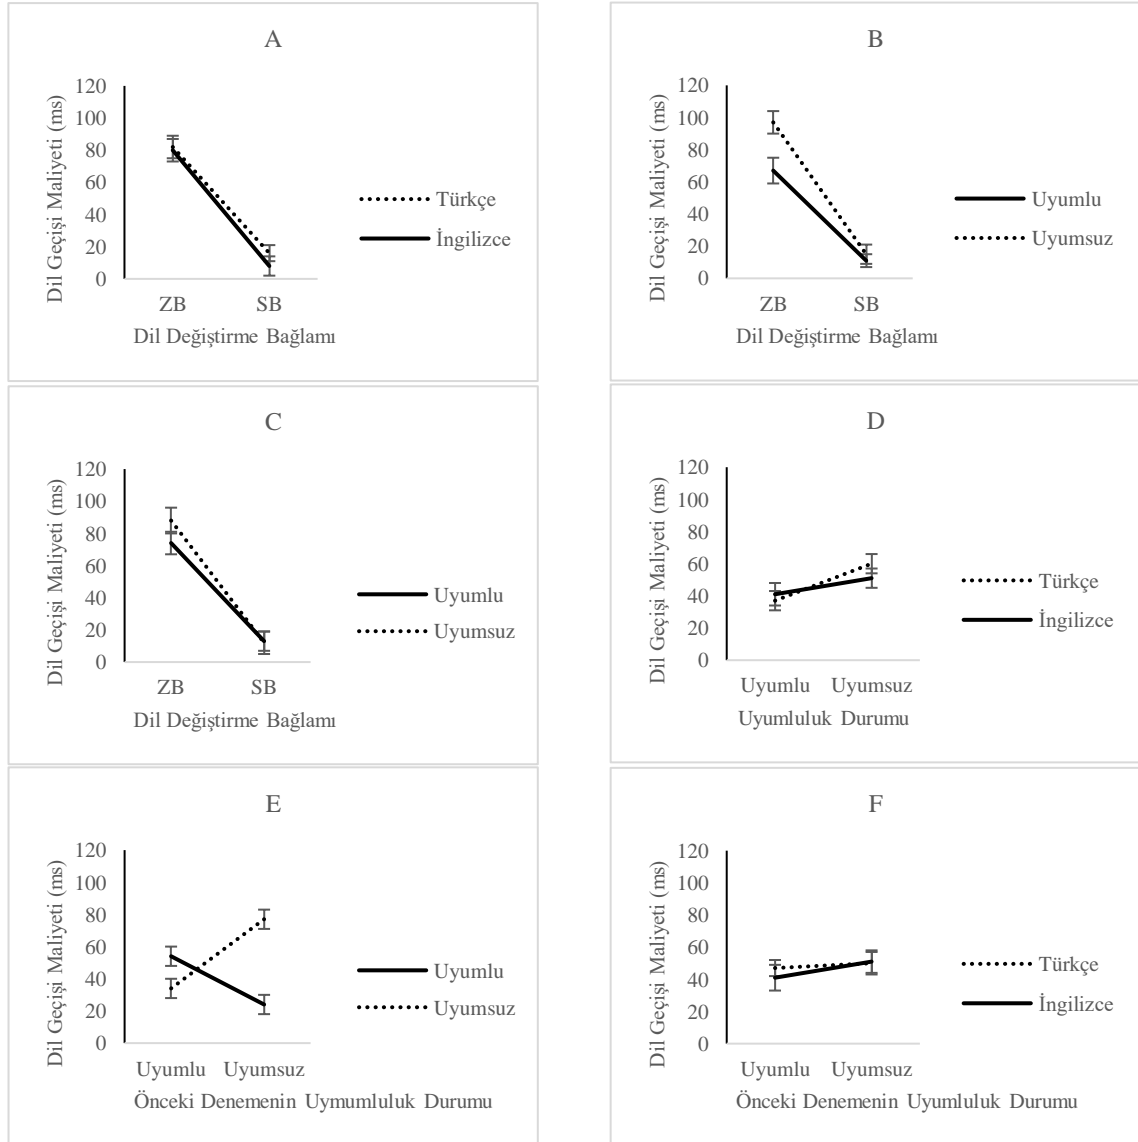 A
Dil Geçişi Maliyeti (ms)
120
100
80
60
40
20
0
ZB SB
Dil Değiştirme Bağlamı
Türkçe
İngilizce
B
Dil Geçişi Maliyeti (ms)
120
100
80
60
40
20
0
ZB SB
Dil Değiştirme Bağlamı
Uyumlu
Uyumsuz
C
Dil Geçişi Maliyeti (ms)
120
100
80
60
40
20
0
ZB SB
Dil Değiştirme Bağlamı
Uyumlu
Uyumsuz
D
Dil Geçişi Maliyeti (ms)
120
100
80
60
40
20
0
Uyumlu Uyumsuz
Uyumluluk Durumu
Türkçe
İngilizce
E
Dil Geçişi Maliyeti (ms)
120
100
80
60
40
20
0
Uyumlu Uyumsuz
Önceki Denemenin Uymumluluk Durumu
Uyumlu
Uyumsuz
F
Dil Geçişi Maliyeti (ms)
120
100
80
60
40
20
0
Uyumlu Uyumsuz
Önceki Denemenin Uyumluluk Durumu
Türkçe
İngilizce